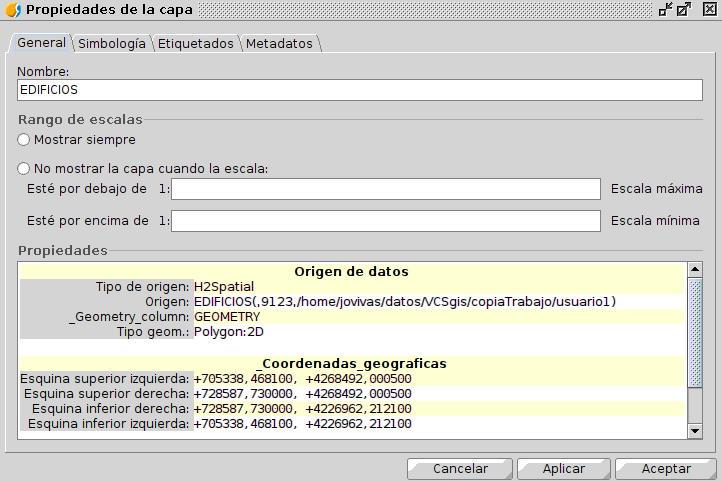 Propiedades de la capa
General Simbología Etiquetados Metadatos
Nombre:
EDIFICIOS
Rango de escalas
Mostrar siempre
No mostrar la capa cuando la escala:
Esté por debajo de 1: Escala máxima
Esté por encima de 1: Escala mínima
Propiedades
Origen de datos
Tipo de origen: H2Spatial
Origen: EDIFICIOS(,9123,/home/jovivas/datos/VCSgis/copiaTrabajo/usuario1)
_Geometry_column: GEOMETRY
Tipo geom.: Polygon:2D
_Coordenadas_geograficas
Esquina superior izquierda: +705338,468100, +4268492,000500
Esquina superior derecha: +728587,730000, +4268492,000500
Esquina inferior derecha: +728587,730000, +4226962,212100
Esquina inferior izquierda: +705338,468100, +4226962,212100
Cancelar Aplicar Aceptar